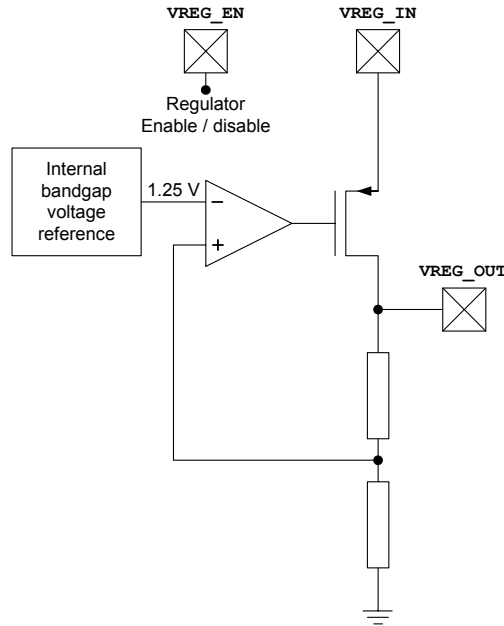 VREG_EN
VREG_IN
Regulator
Enable / disable
Internal
bandgap
voltage
reference
1.25 V
−
+
VREG_OUT